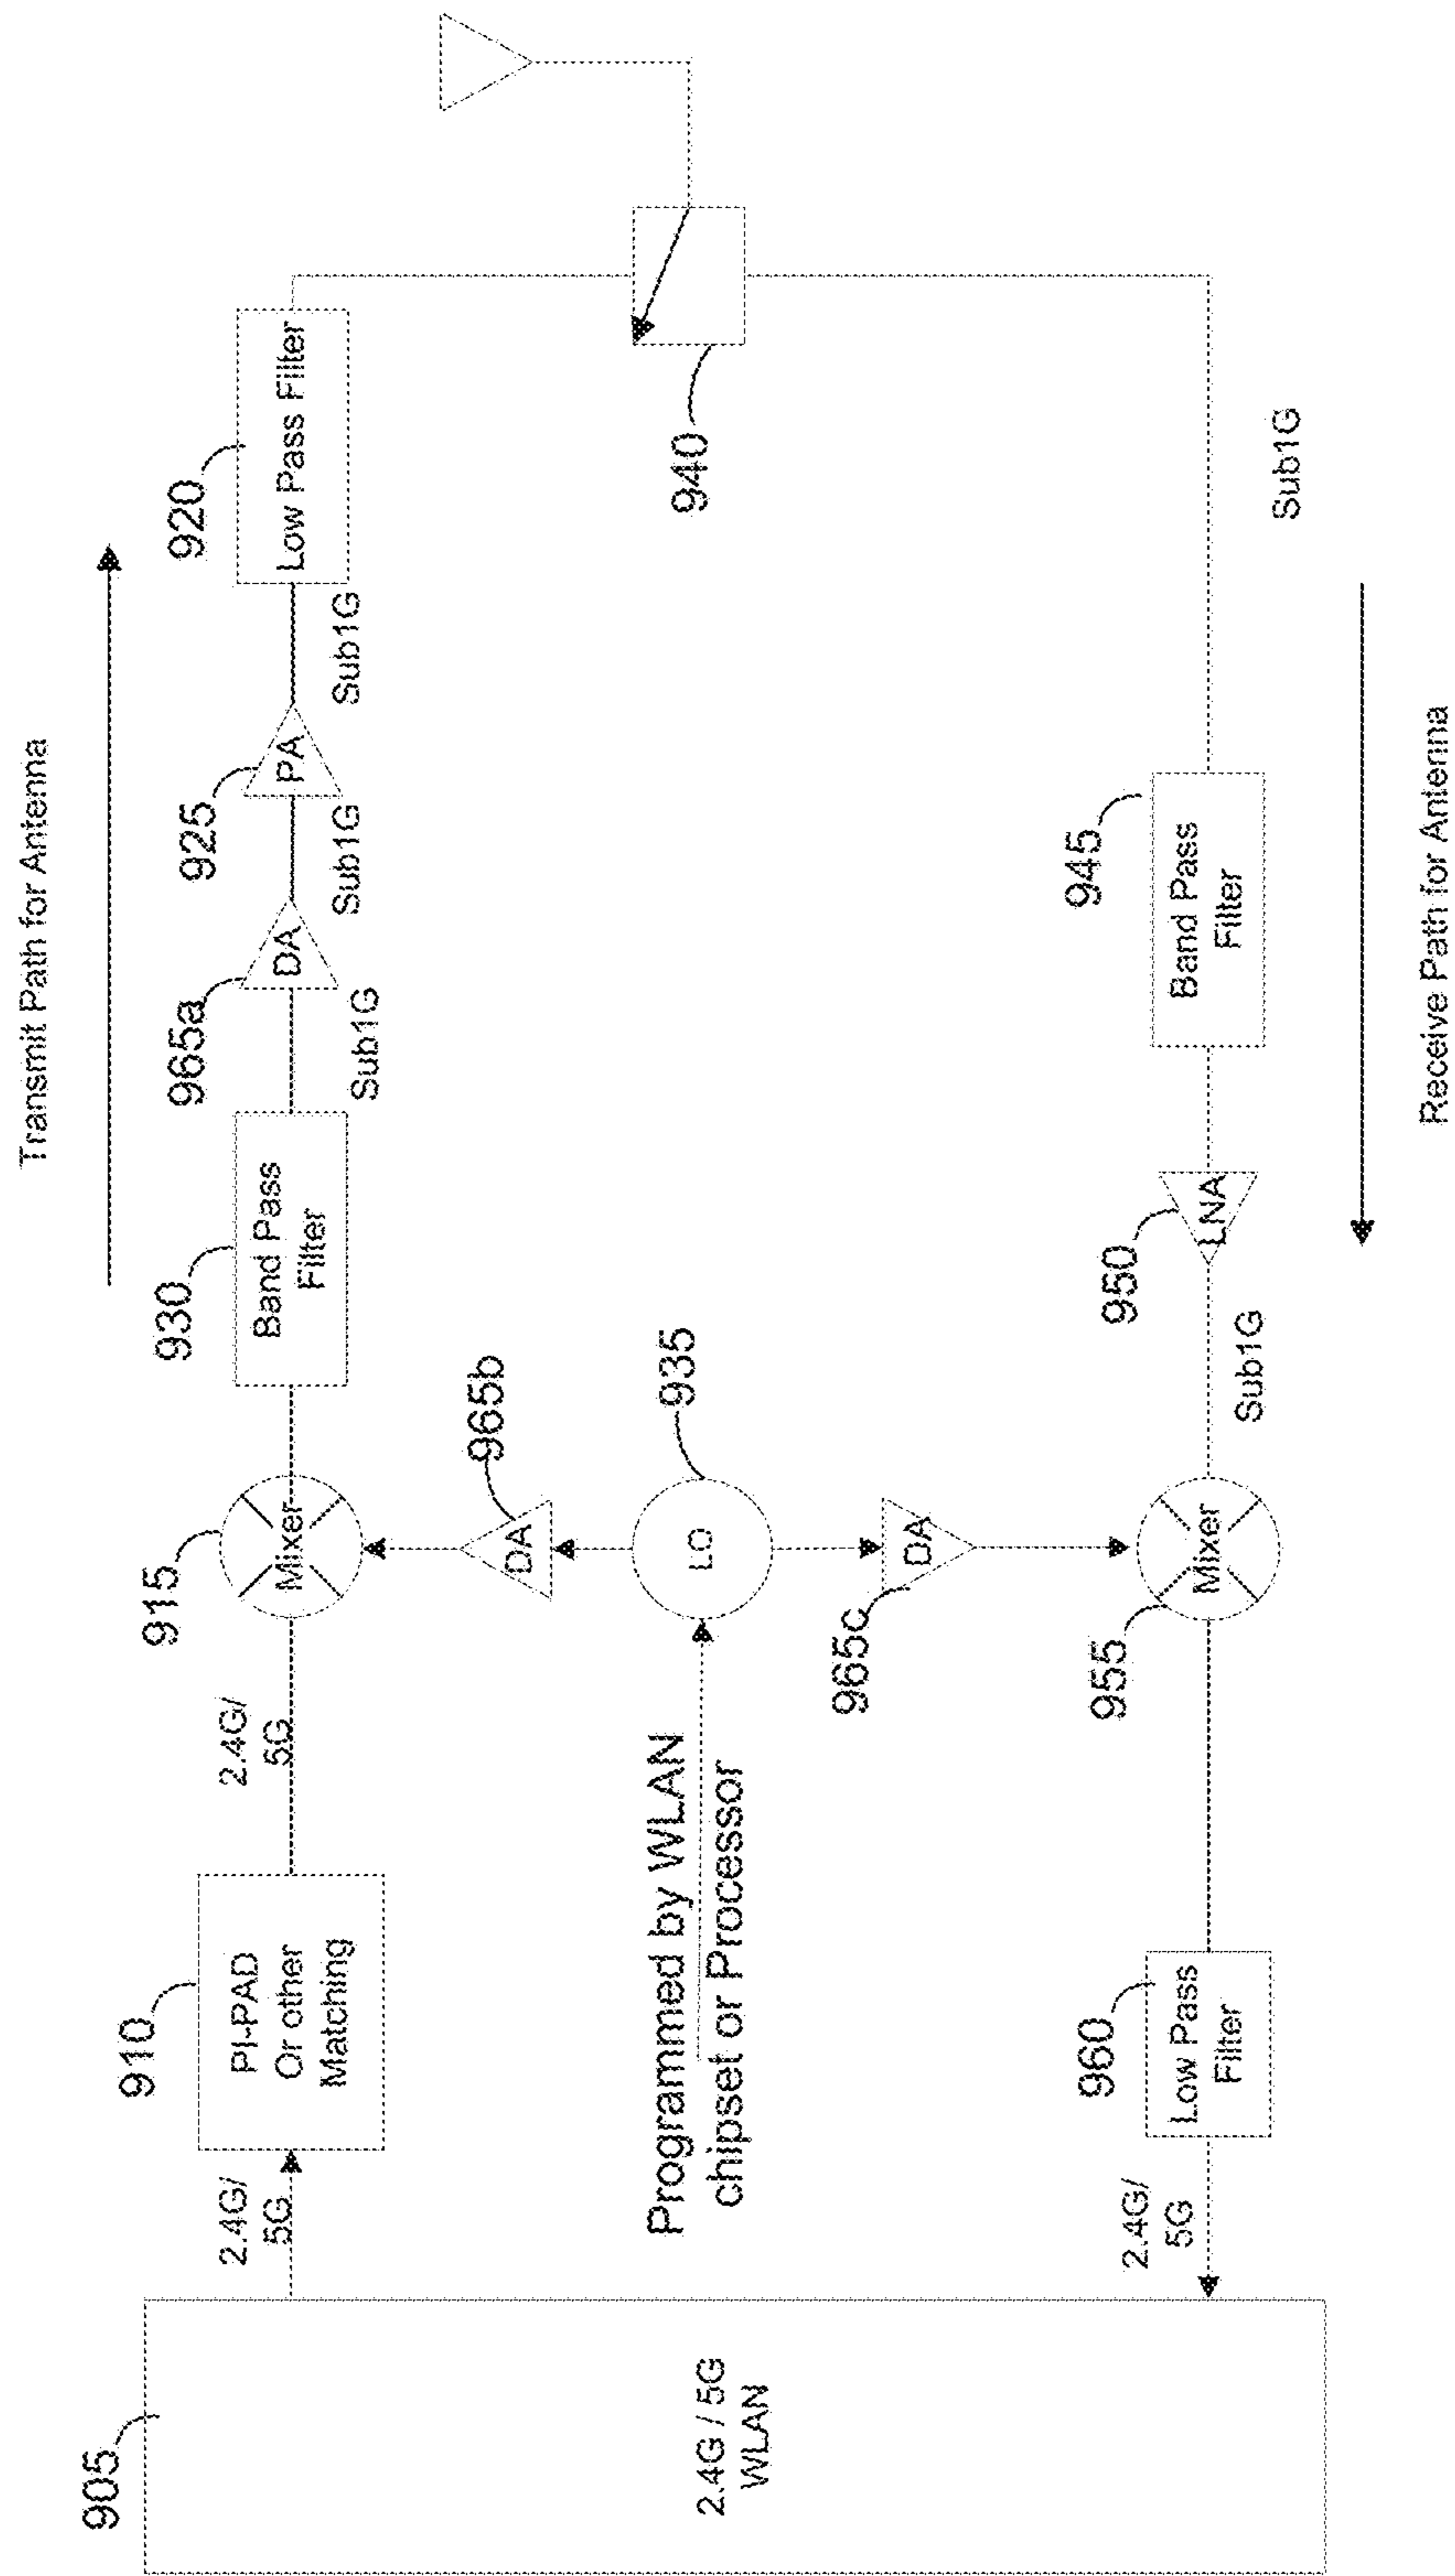 Transmit Path for Antenna
905
2.4G / 5G
WLAN
2.4G/
5G
910
PI-PAD
Or other
Matching
2.4G/
5G
915
Mixer
930
Band Pass
Filter
Sub1G
965a
DA
Sub1G
925
PA
Sub1G
920
Low Pass Filter
965b
DA
935
LO
Programmed by WLAN
chipset or Processor
965c
DA
940
2.4G/
5G
960
Low Pass
Filter
955
Mixer
Sub1G
950
LNA
945
Band Pass
Filter
Sub1G
Receive Path for Antenna